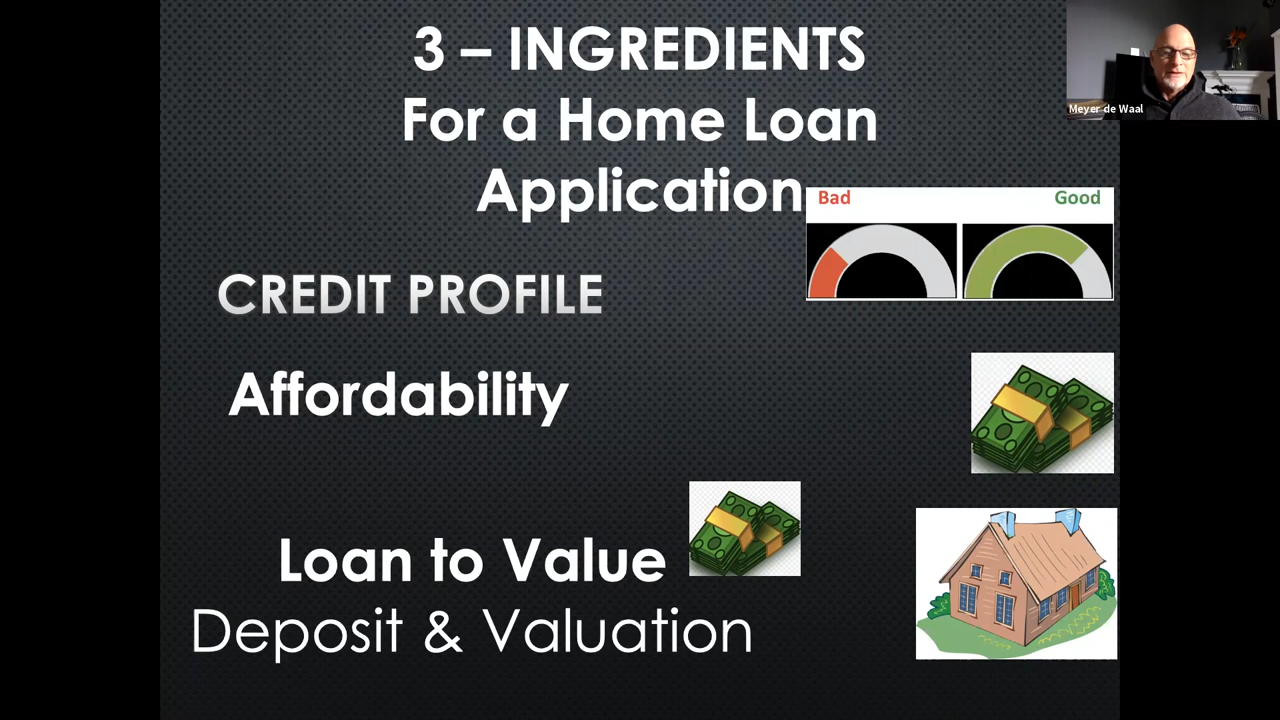 3 – INGREDIENTS
For a Home Loan
Application
Meyer de Waal
Bad Good
CREDIT PROFILE
Affordability
Loan to Value
Deposit & Valuation